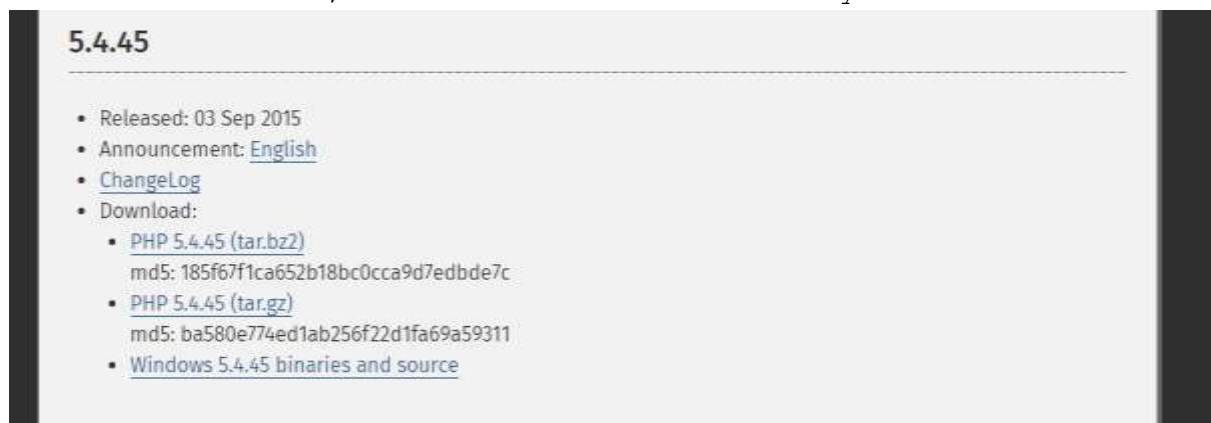 5.4.45
Released: 03 Sep 2015
Announcement: English
ChangeLog
Download:
PHP 5.4.45 (tar.bz2)
md5: 185f67f1ca652b18bc0cca9d7edbde7c
PHP 5.4.45 (tar.gz)
md5: ba580e774ed1ab256f22d1fa69a59311
Windows 5.4.45 binaries and source